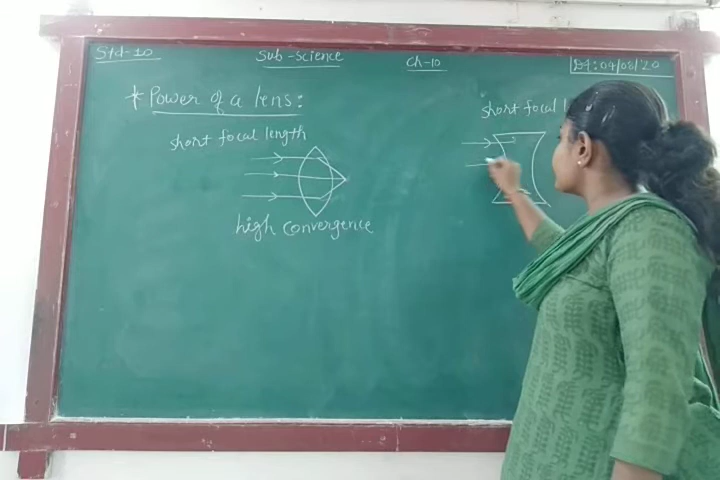 Std-10
Sub-Science
Ch-10
Dt: 04/08/20
* Power of a lens:
short focal length
high convergence
short focal l